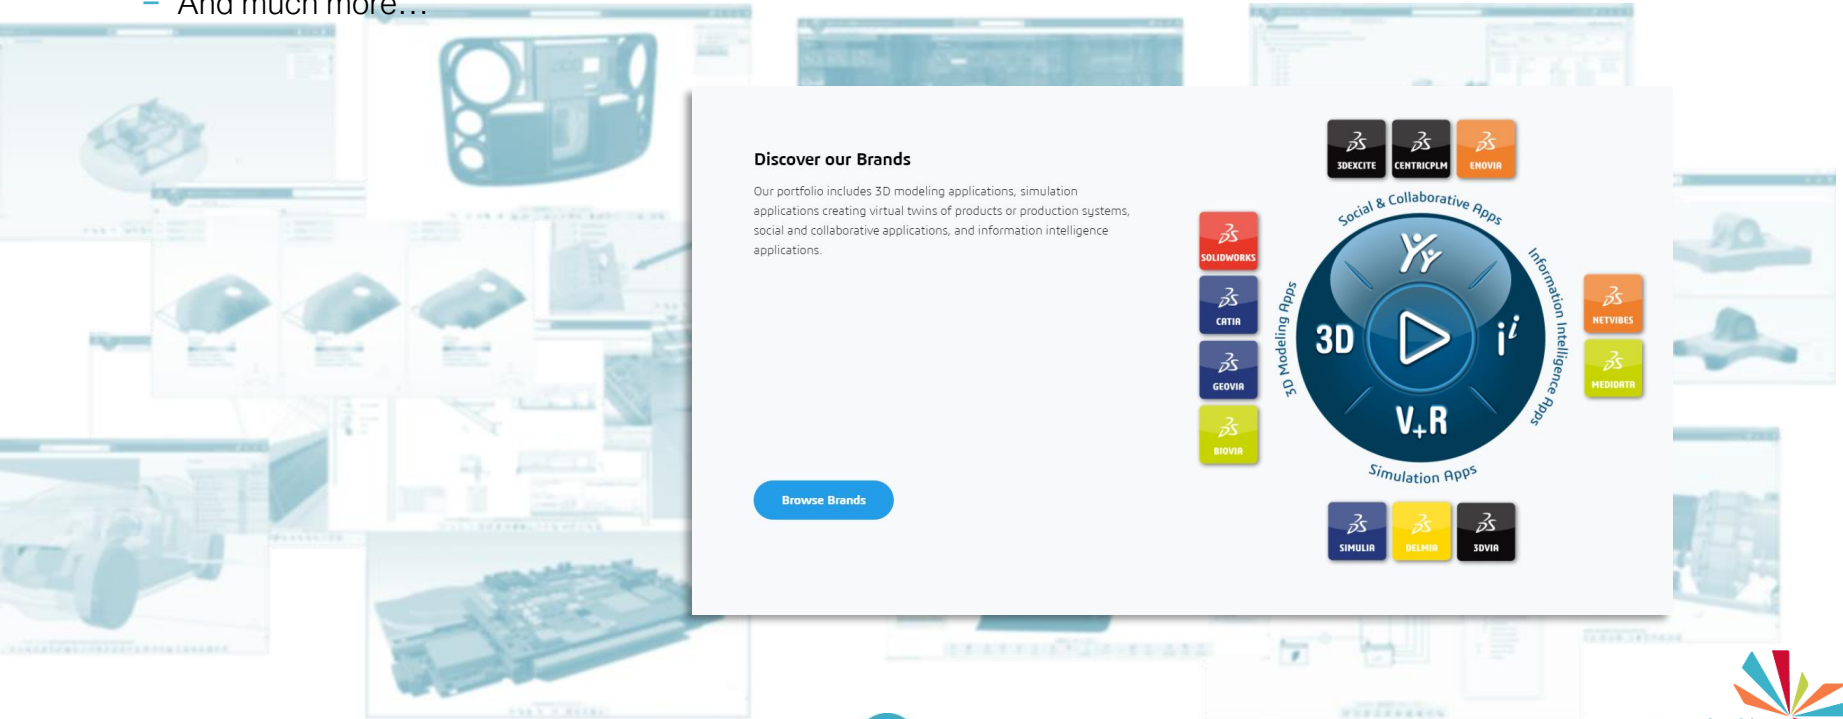 – And much more...
Discover our Brands
Our portfolio includes 3D modeling applications, simulation
applications creating virtual twins of products or production systems,
social and collaborative applications, and information intelligence
applications.
Browse Brands
3DEXCITE
CENTRICPLM
ENOVIA
Social & Collaborative Apps
SOLIDWORKS
CATIA
GEOVIA
BIOVIA
3D Modeling Apps
3D
i i
V+R
Information Intelligence Apps
NETVIBES
MEDIDATA
Simulation Apps
SIMULIA
DELMIA
3DVIA